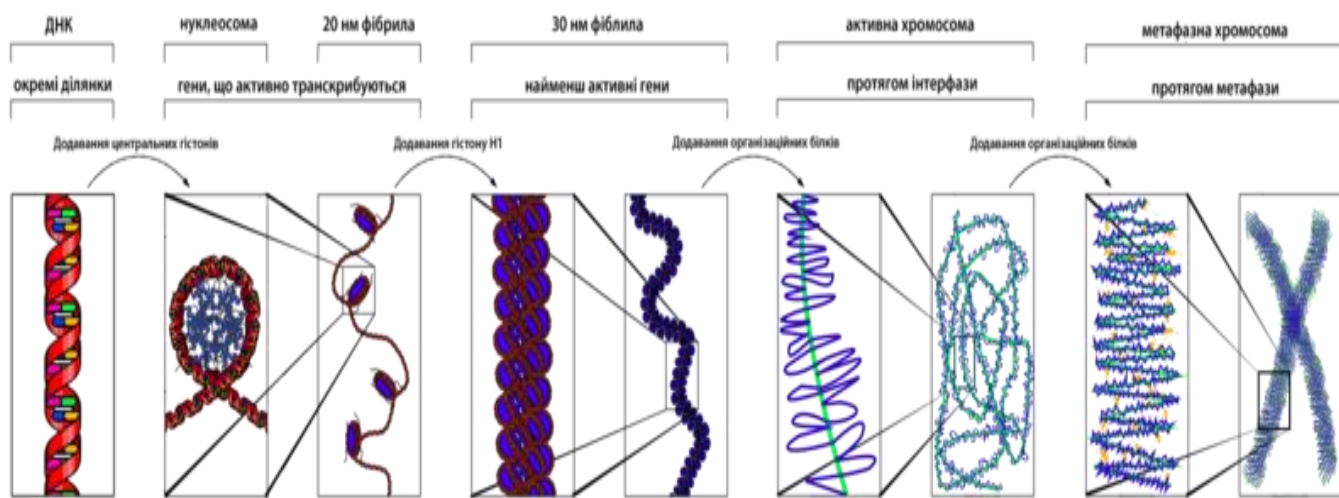 ДНК
нуклеосома
20 нм фібрила
30 нм фіблила
активна хромосома
метафазна хромосома
окремі ділянки
гени, що активно транскрибуються
найменш активні гени
протягом інтерфази
протягом метафази
Додавання центральних гістонів
Додавання гістону H1
Додавання організаційних білків
Додавання організаційних білків